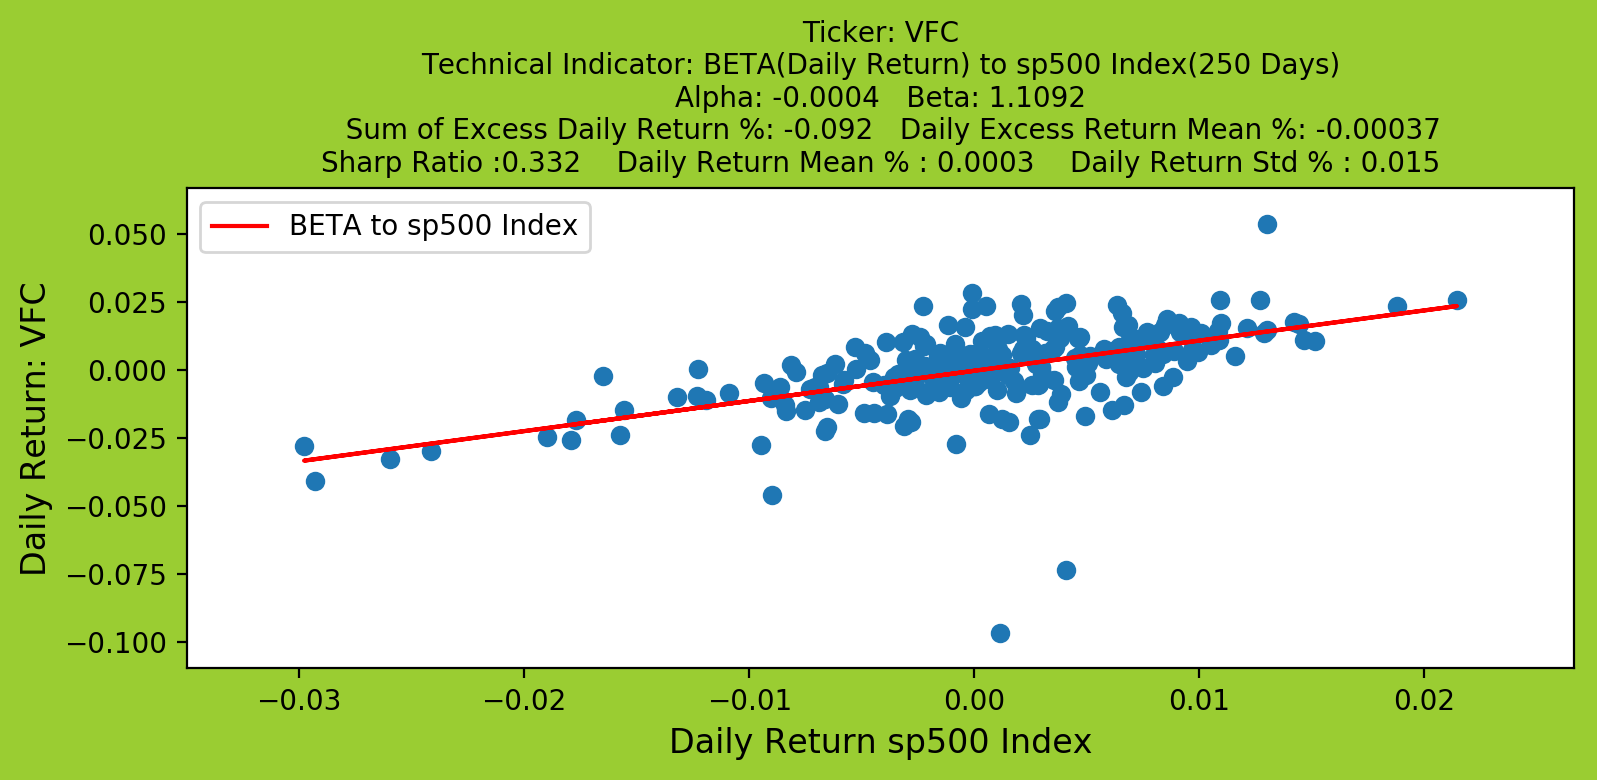 Ticker: VFC
Technical Indicator: BETA(Daily Return) to sp500 Index(250 Days)
Alpha: -0.0004   Beta: 1.1092
Sum of Excess Daily Return %: -0.092   Daily Excess Return Mean %: -0.00037
Sharp Ratio :0.332    Daily Return Mean % : 0.0003    Daily Return Std % : 0.015
BETA to sp500 Index
Daily Return: VFC
0.050
0.025
0.000
−0.025
−0.050
−0.075
−0.100
−0.03
−0.02
−0.01
0.00
0.01
0.02
Daily Return sp500 Index